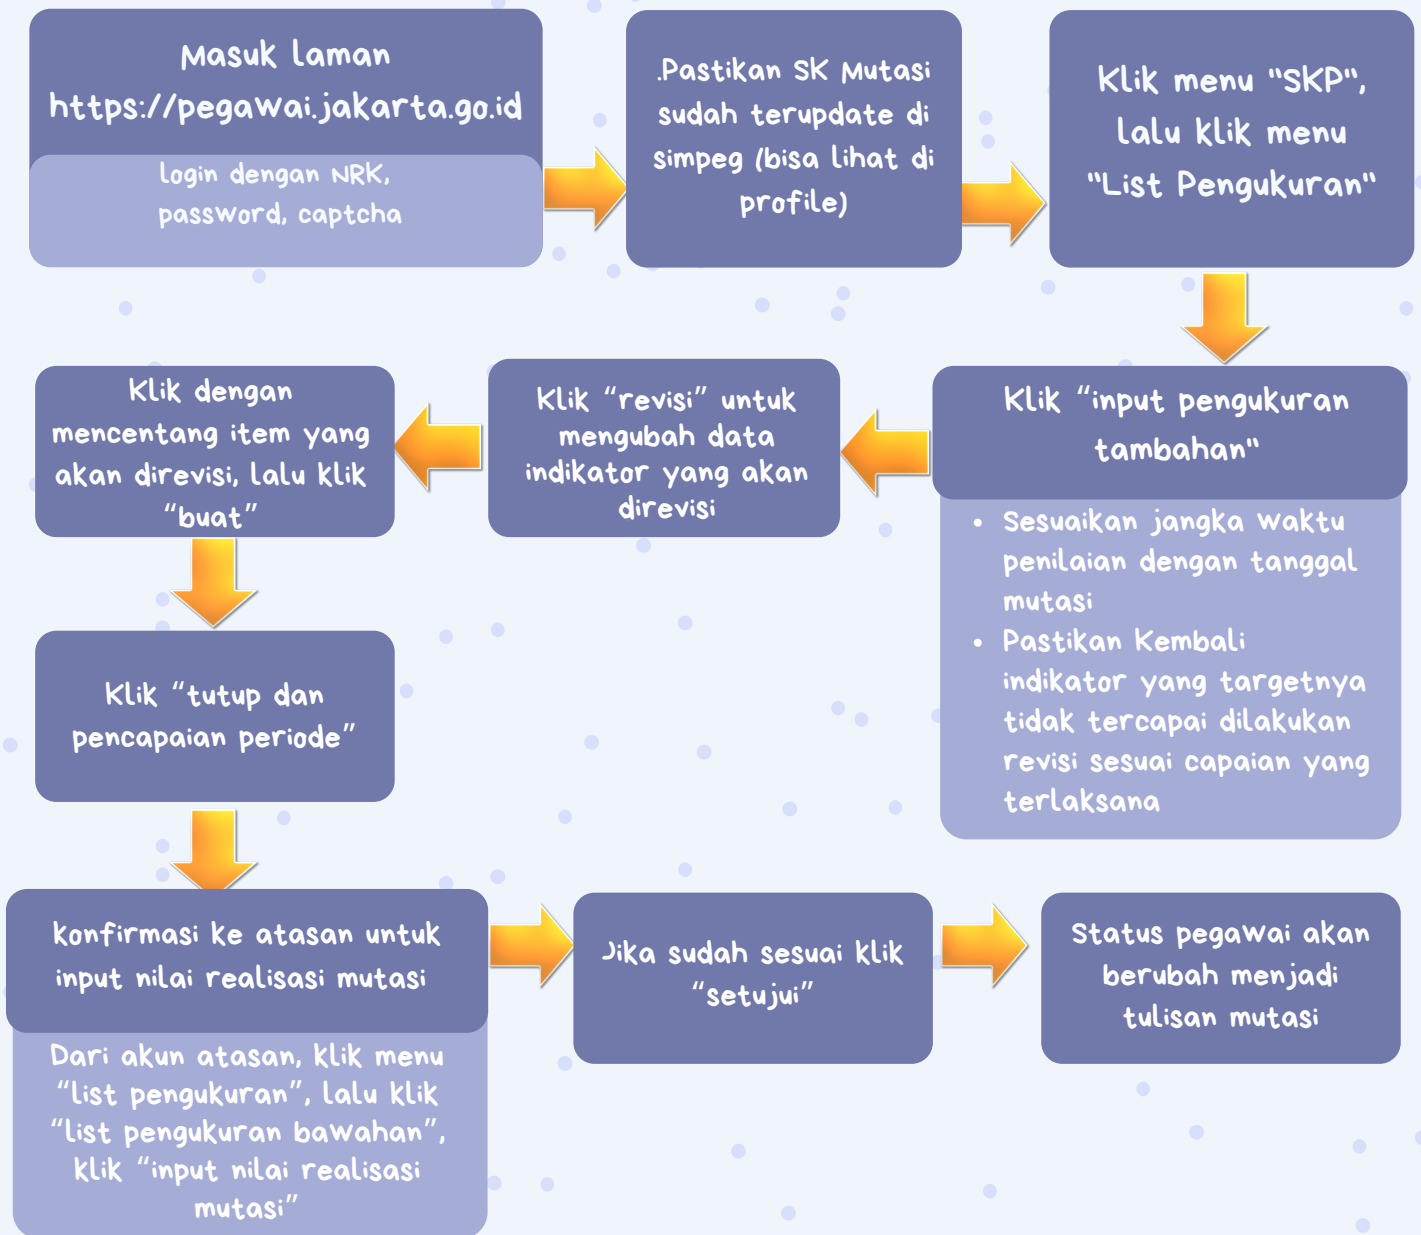 Masuk laman
https://pegawai.jakarta.go.id
login dengan NRK,
password, captcha
.Pastikan SK Mutasi
sudah terupdate di
simpeg (bisa lihat di
profile)
Klik menu "SKP",
lalu klik menu
"List Pengukuran"
Klik “input pengukuran
tambahan"
• Sesuaikan jangka waktu
penilaian dengan tanggal
mutasi
• Pastikan Kembali
indikator yang targetnya
tidak tercapai dilakukan
revisi sesuai capaian yang
terlaksana
Klik “revisi” untuk
mengubah data
indikator yang akan
direvisi
Klik dengan
mencentang item yang
akan direvisi, lalu klik
“buat”
Klik “tutup dan
pencapaian periode”
konfirmasi ke atasan untuk
input nilai realisasi mutasi
Dari akun atasan, klik menu
“list pengukuran”, lalu klik
“list pengukuran bawahan”,
klik “input nilai realisasi
mutasi”
Jika sudah sesuai klik
“setujui”
Status pegawai akan
berubah menjadi
tulisan mutasi